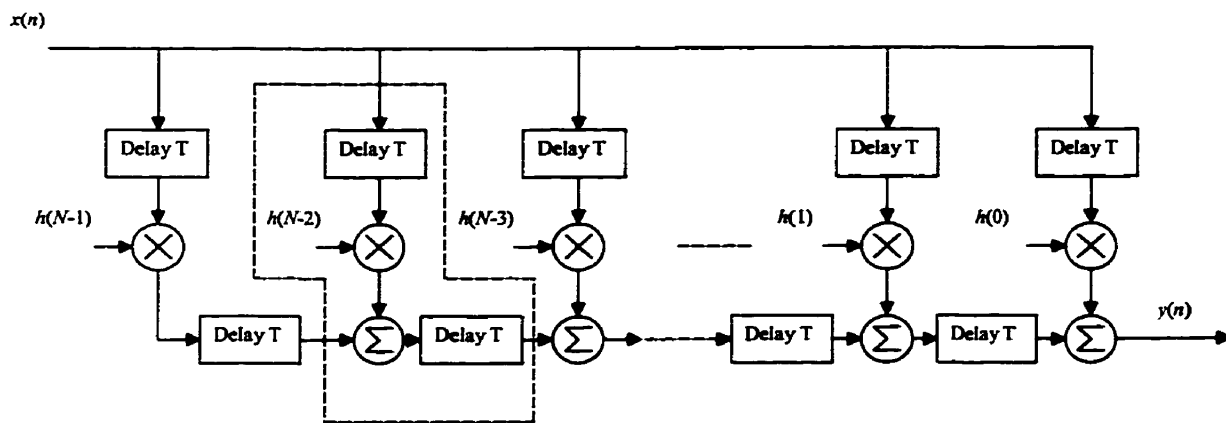 x(n)
Delay T Delay T Delay T Delay T Delay T
h(N-1) h(N-2) h(N-3) h(1) h(0)
Delay T Σ Delay T Σ Delay T Σ Delay T Σ y(n)